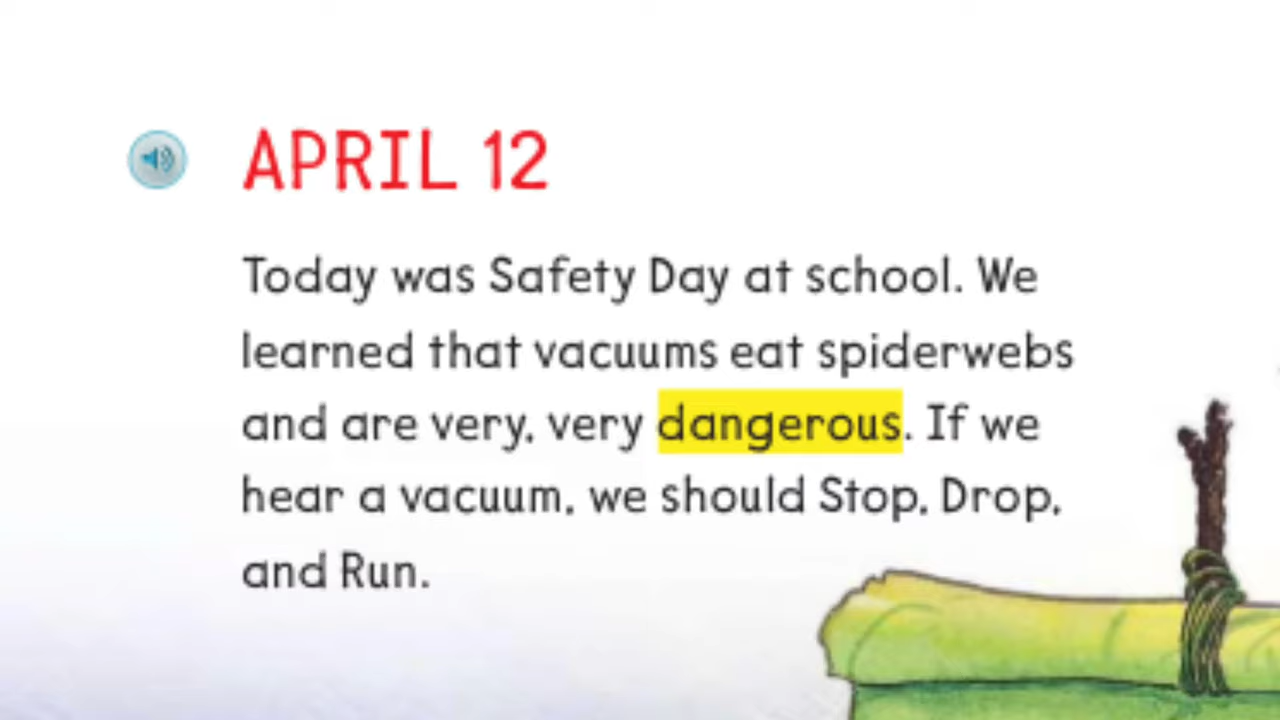 APRIL 12
Today was Safety Day at school. We
learned that vacuums eat spiderwebs
and are very, very dangerous. If we
hear a vacuum, we should Stop, Drop,
and Run.